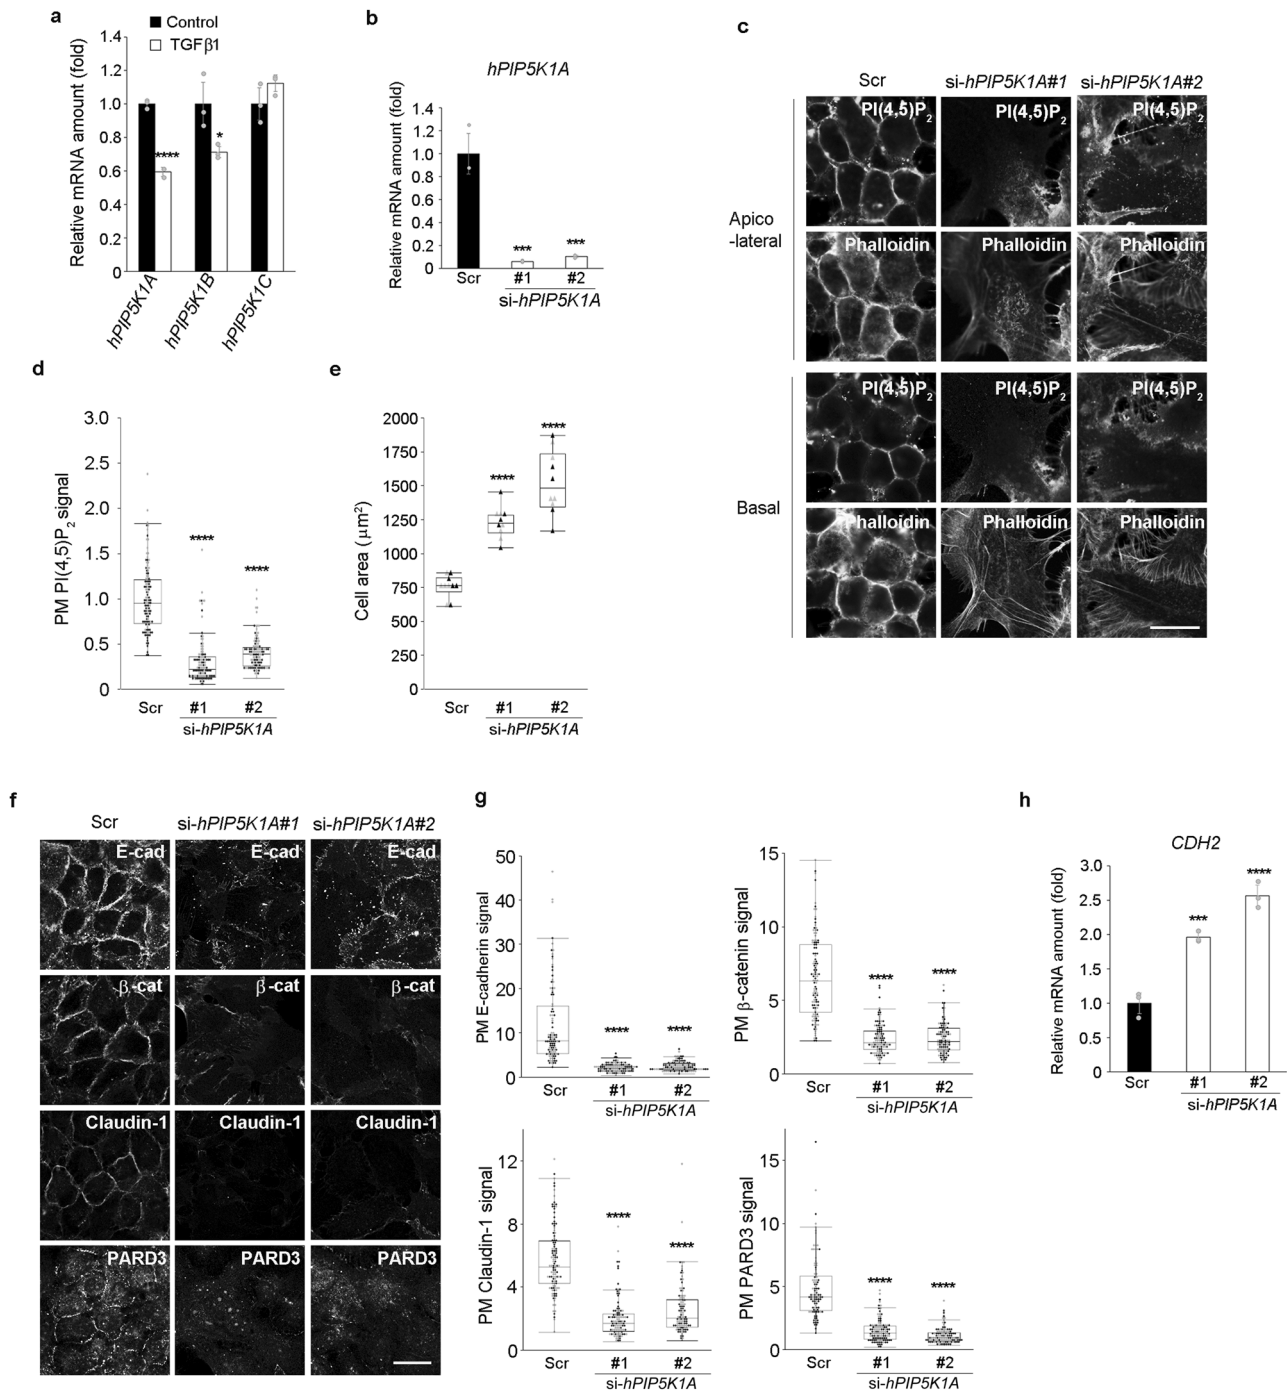 a
Control
TGFβ1
Relative mRNA amount (fold)
1.4
1.2
1.0
0.8
0.6
0.4
0.2
0
****
*
hPIP5K1A
hPIP5K1B
hPIP5K1C
b
hPIP5K1A
Relative mRNA amount (fold)
1.4
1.2
1.0
0.8
0.6
0.4
0.2
0
***
***
Scr
#1
#2
si-hPIP5K1A
c
Scr
si-hPIP5K1A#1
si-hPIP5K1A#2
Apico
-lateral
PI(4,5)P2
PI(4,5)P2
PI(4,5)P2
Phalloidin
Phalloidin
Phalloidin
Basal
PI(4,5)P2
PI(4,5)P2
PI(4,5)P2
Phalloidin
Phalloidin
Phalloidin
d
PM PI(4,5)P2 signal
3.0
2.5
2.0
1.5
1.0
0.5
0
****
****
Scr
#1
#2
si-hPIP5K1A
e
Cell area (μm2)
2000
1750
1500
1250
1000
750
500
250
0
****
****
Scr
#1
#2
si-hPIP5K1A
f
Scr
si-hPIP5K1A#1
si-hPIP5K1A#2
E-cad
E-cad
E-cad
β-cat
β-cat
β-cat
Claudin-1
Claudin-1
Claudin-1
PARD3
PARD3
PARD3
g
PM E-cadherin signal
50
40
30
20
10
0
****
****
Scr
#1
#2
si-hPIP5K1A
PM β-catenin signal
15
10
5
0
****
****
Scr
#1
#2
si-hPIP5K1A
PM Claudin-1 signal
12
8
4
0
****
****
Scr
#1
#2
si-hPIP5K1A
PM PARD3 signal
15
10
5
0
****
****
Scr
#1
#2
si-hPIP5K1A
h
CDH2
Relative mRNA amount (fold)
3.0
2.5
2.0
1.5
1.0
0.5
0
***
****
Scr
#1
#2
si-hPIP5K1A